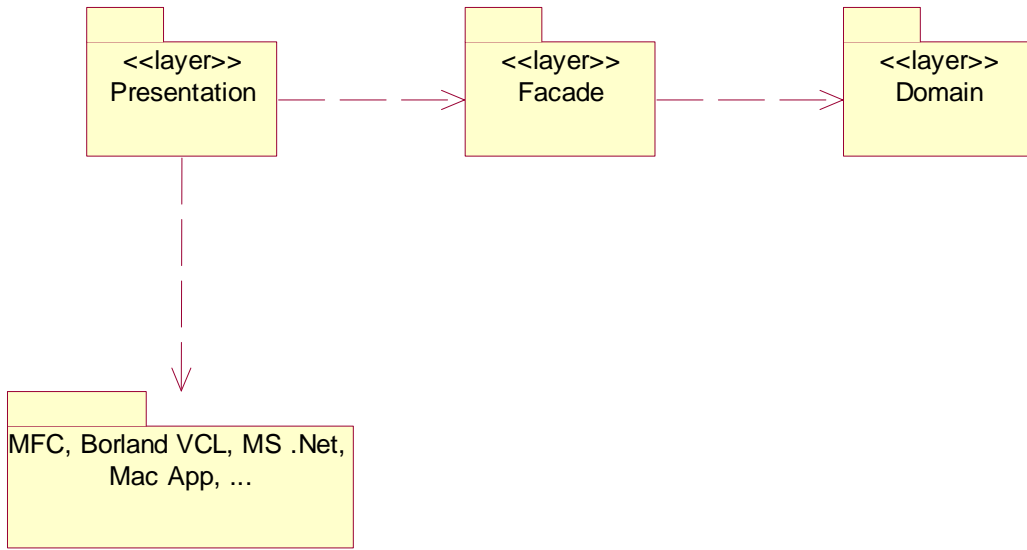 <<layer>>
Presentation
<<layer>>
Facade
<<layer>>
Domain
MFC, Borland VCL, MS .Net,
Mac App, ...